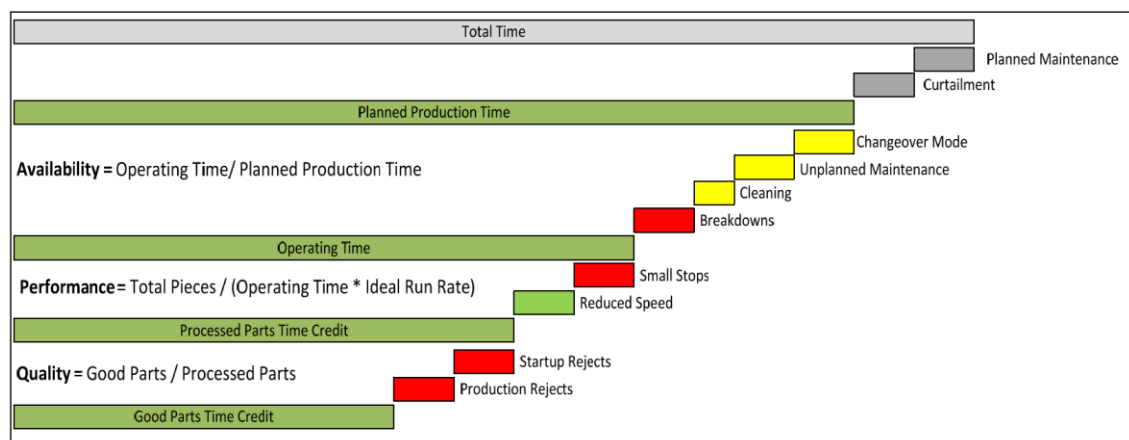 Total Time
Planned Maintenance
Curtailment
Planned Production Time
Changeover Mode
Availability = Operating Time/ Planned Production Time
Unplanned Maintenance
Cleaning
Breakdowns
Operating Time
Small Stops
Performance = Total Pieces / (Operating Time * Ideal Run Rate)
Reduced Speed
Processed Parts Time Credit
Startup Rejects
Quality = Good Parts / Processed Parts
Production Rejects
Good Parts Time Credit